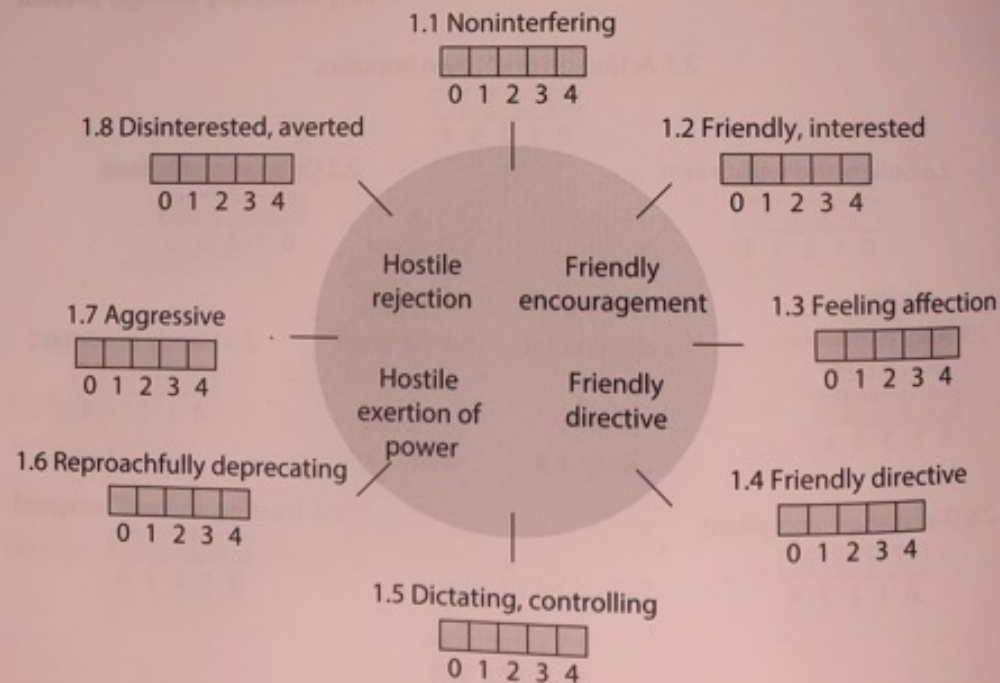 1.1 Noninterfering
0 1 2 3 4
1.8 Disinterested, averted
0 1 2 3 4
1.2 Friendly, interested
0 1 2 3 4
Hostile
rejection
Friendly
encouragement
1.7 Aggressive
0 1 2 3 4
1.3 Feeling affection
0 1 2 3 4
Hostile
exertion of
power
Friendly
directive
1.6 Reproachfully deprecating
0 1 2 3 4
1.4 Friendly directive
0 1 2 3 4
1.5 Dictating, controlling
0 1 2 3 4